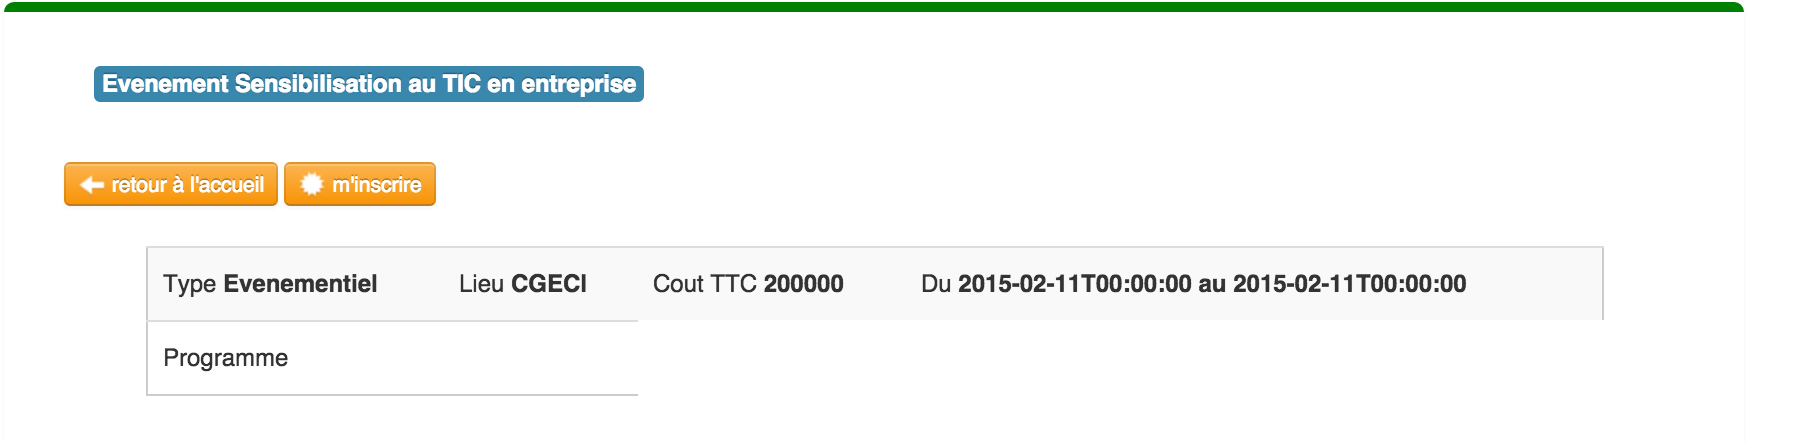 Evenement Sensibilisation au TIC en entreprise
retour à l'accueil m'inscrire
Type Evenementiel Lieu CGECI Cout TTC 200000 Du 2015-02-11T00:00:00 au 2015-02-11T00:00:00
Programme